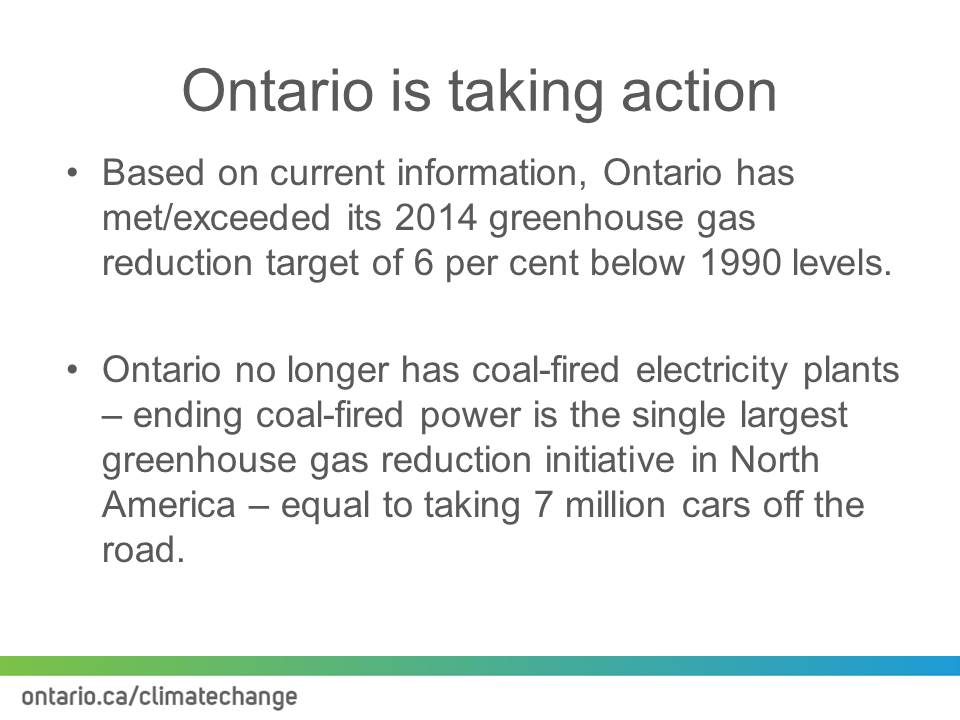 Ontario is taking action
• Based on current information, Ontario has
met/exceeded its 2014 greenhouse gas
reduction target of 6 per cent below 1990 levels.
• Ontario no longer has coal-fired electricity plants
– ending coal-fired power is the single largest
greenhouse gas reduction initiative in North
America – equal to taking 7 million cars off the
road.
ontario.ca/climatechange